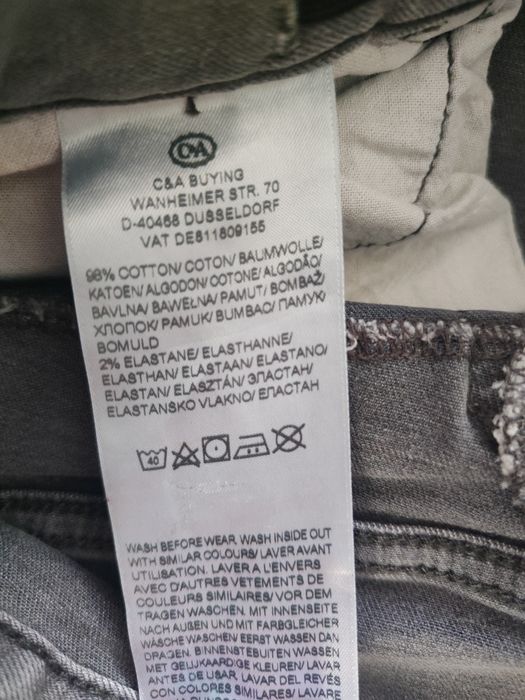 C&A
C&A BUYING
WANHEIMER STR. 70
D-40468 DUSSELDORF
VAT DE811809155
98% COTTON/ COTON/ BAUMWOLLE/
KATOEN/ ALGODON/ COTONE/ ALGODÃO/
BAVLNA/ BAWEŁNA/ PAMUT/ BOMBAŽ/
ХЛОПОК/ PAMUK/ BUMBAC/ ПАМУК/
BOMULD
2% ELASTANE/ ELASTHANNE/
ELASTHAN/ ELASTAAN/ ELASTANO/
ELASTAN/ ELASZTÁN/ ЭЛАСТАН/
ELASTANSKO VLAKNO/ ЕЛАСТАН
40
WASH BEFORE WEAR. WASH INSIDE OUT
WITH SIMILAR COLOURS/ LAVER AVANT
UTILISATION. LAVER A L'ENVERS
AVEC D'AUTRES VETEMENTS DE
COULEURS SIMILAIRES/ VOR DEM
TRAGEN WASCHEN. MIT INNENSEITE
NACH AUßEN UND MIT FARBGLEICHER
WÄSCHE WASCHEN/ EERST WASSEN DAN
DRAGEN. BINNENSTEBUITEN WASSEN
MET GELIJKAARDIGE KLEUREN/ LAVAR
ANTES DE USAR. LAVAR DEL REVÉS
CON COLORES SIMILARES/ LAVARE